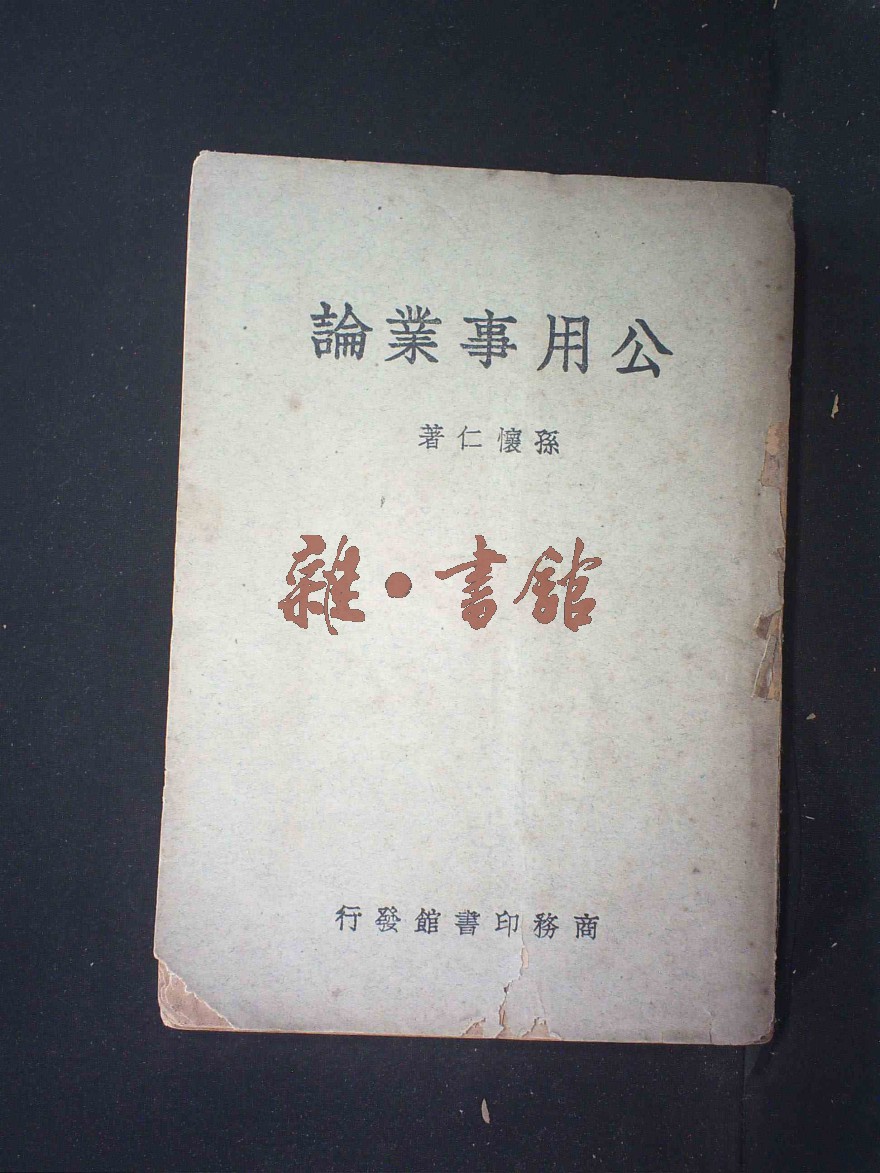 公用事業論
孫懷仁著
雜·書館
商務印書館發行